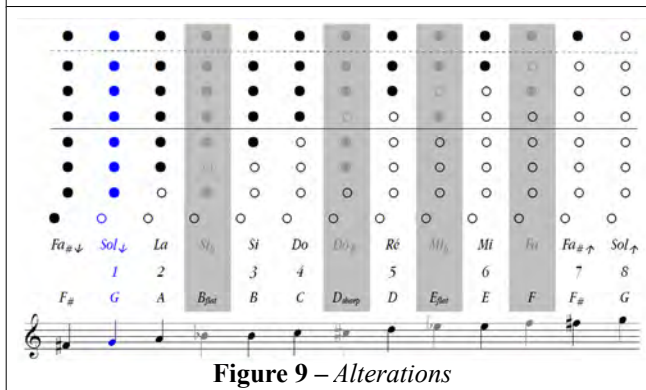 Fa#↓ Sol↓ La Si♭ Si Do Do# Ré Mi♭ Mi Fa Fa#↑ Sol↑
1 2 3 4 5 6 7 8
F# G A Bflat B C Dsharp D Eflat E F F# G
Figure 9 – Alterations